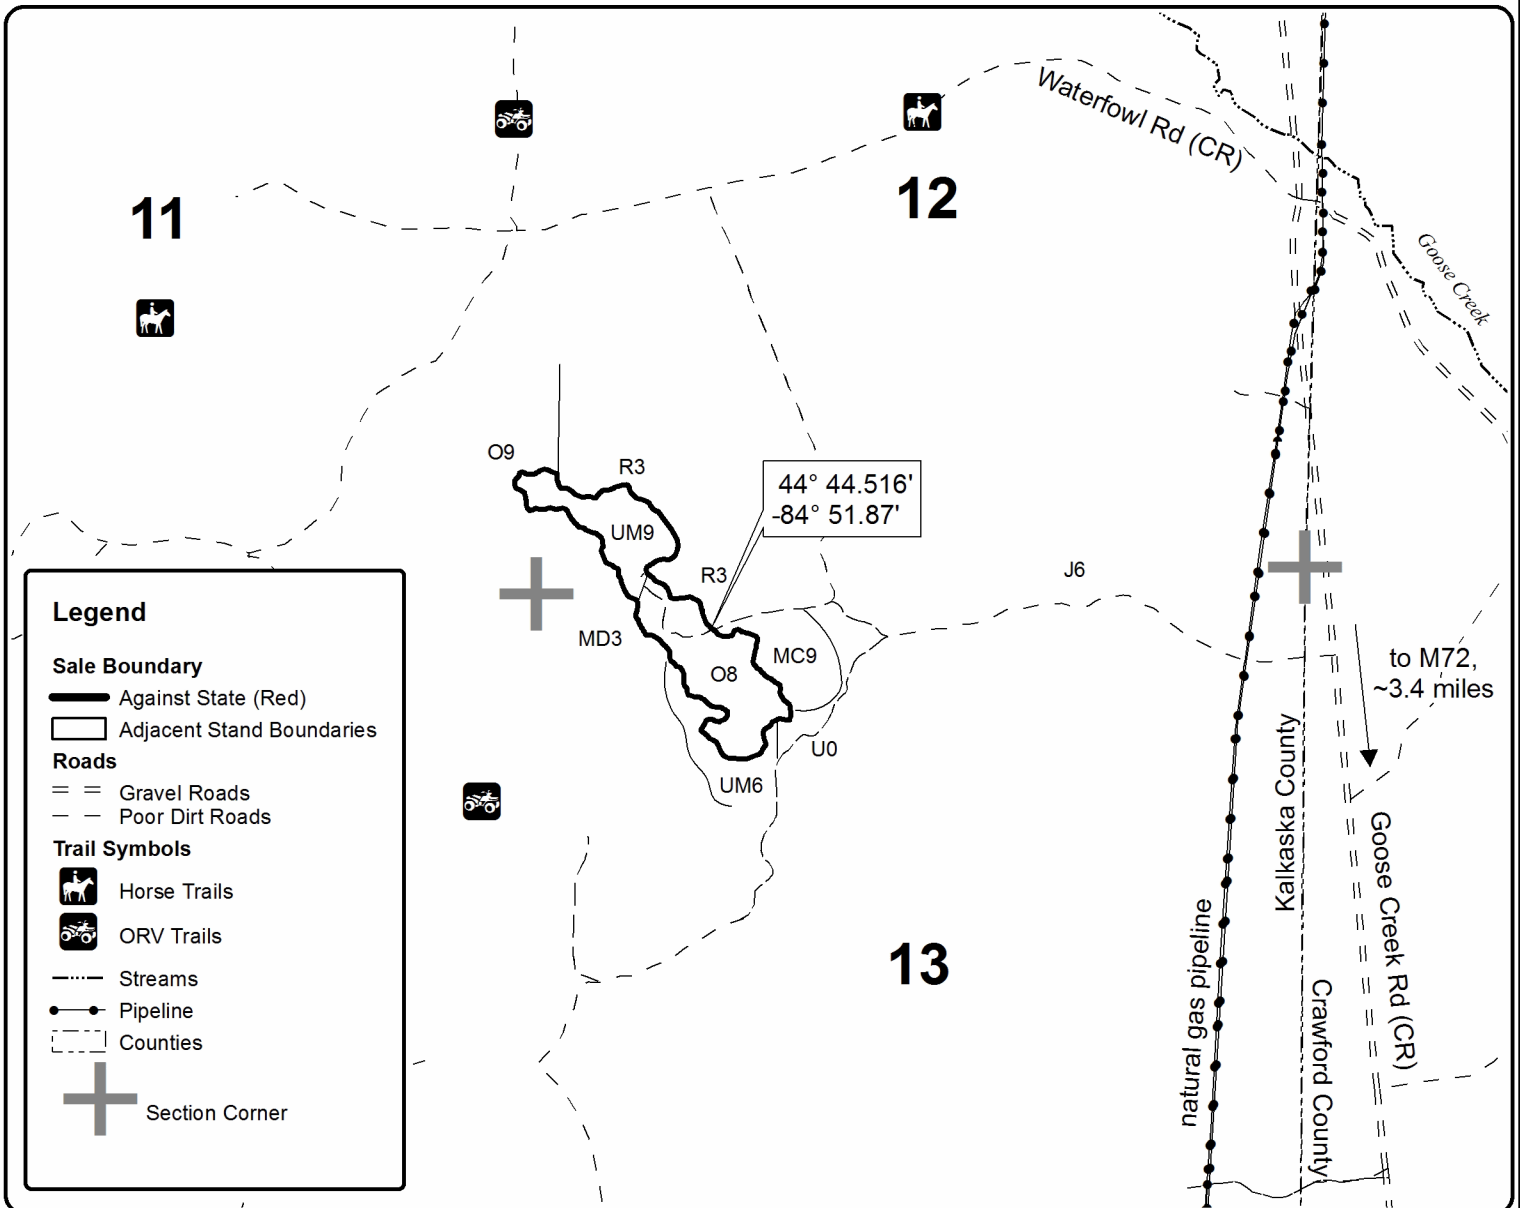 Waterfowl Rd (CR)
11
12
Goose Creek
O9
R3
44° 44.516'
-84° 51.87'
UM9
R3
J6
MD3
MC9
O8
to M72,
~3.4 miles
U0
UM6
Kalkaska County
Goose Creek Rd (CR)
natural gas pipeline
13
Crawford County
Legend
Sale Boundary
Against State (Red)
Adjacent Stand Boundaries
Roads
Gravel Roads
Poor Dirt Roads
Trail Symbols
Horse Trails
ORV Trails
Streams
Pipeline
Counties
Section Corner